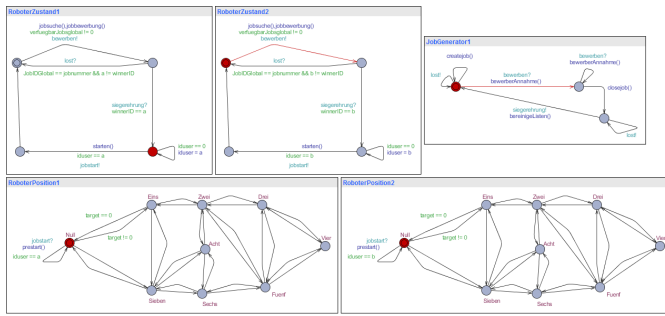 RoboterZustand1
jobsuche(),jobbewerbung()
verfuegbarJobsglobal != 0
bewerben!
lost?
JobIDGlobal == jobnummer && a != winnerID
siegerehrung?
winnerID == a
starten()
iduser == a
jobstart!
iduser == 0
iduser = a
RoboterZustand2
jobsuche(),jobbewerbung()
verfuegbarJobsglobal != 0
bewerben!
lost?
JobIDGlobal == jobnummer && b != winnerID
siegerehrung?
winnerID == b
starten()
iduser == b
jobstart!
iduser == 0
iduser = b
JobGenerator1
createjob()
lost!
bewerben?
bewerberAnnahme()
bewerben?
bewerberAnnahme()
closejob()
siegerehrung!
bereinigeListen()
lost!
RoboterPosition1
Eins
Zwei
Drei
target == 0
Null
jobstart?
prestart()
iduser == a
target != 0
Acht
Vier
Sieben
Sechs
Fuenf
RoboterPosition2
Eins
Zwei
Drei
target == 0
Null
jobstart?
prestart()
iduser == b
target != 0
Acht
Vier
Sieben
Sechs
Fuenf